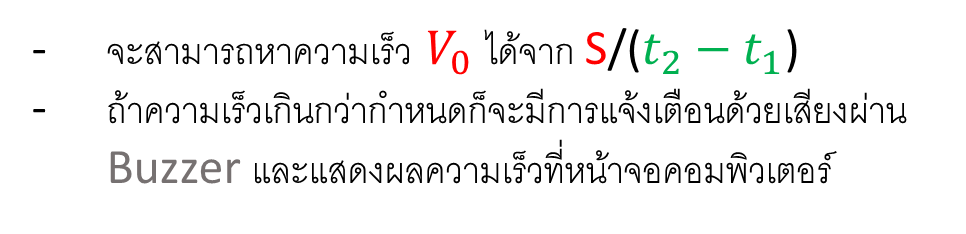 - จะสามารถหาความเร็ว V₀ ได้จาก S/(t₂ − t₁)
- ถ้าความเร็วเกินกว่ากำหนดก็จะมีการแจ้งเตือนด้วยเสียงผ่าน
Buzzer และแสดงผลความเร็วที่หน้าจอคอมพิวเตอร์